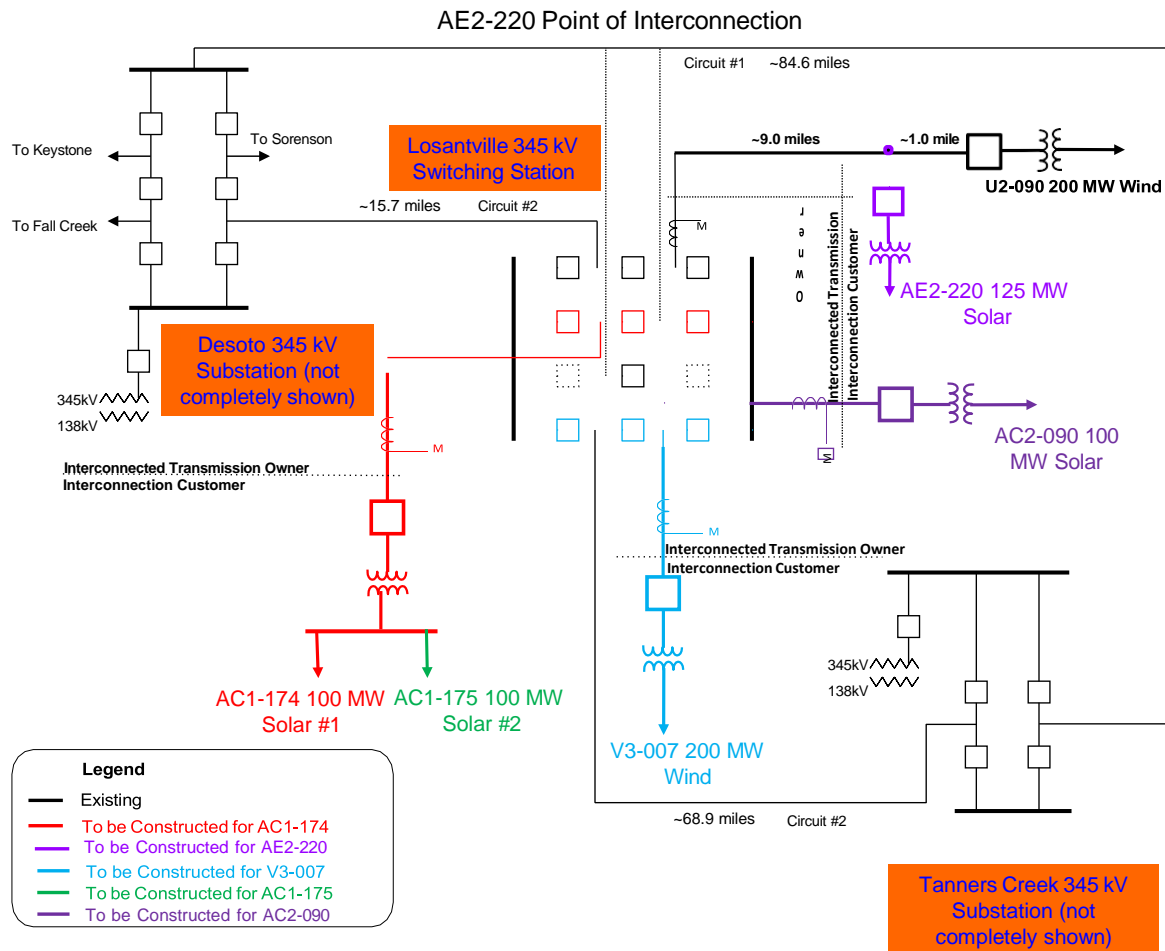 AE2-220 Point of Interconnection
Circuit #1 ~84.6 miles
To Keystone
To Sorenson
To Fall Creek
Losantville 345 kV
Switching Station
~15.7 miles Circuit #2
~9.0 miles
~1.0 mile
U2-090 200 MW Wind
M
Owner
Interconnected Transmission
Interconnection Customer
AE2-220 125 MW
Solar
Desoto 345 kV
Substation (not
completely shown)
345kV
138kV
M
Interconnected Transmission Owner
Interconnection Customer
M
AC2-090 100
MW Solar
M
Interconnected Transmission Owner
Interconnection Customer
345kV
138kV
AC1-174 100 MW
Solar #1
AC1-175 100 MW
Solar #2
V3-007 200 MW
Wind
~68.9 miles Circuit #2
Legend
Existing
To be Constructed for AC1-174
To be Constructed for AE2-220
To be Constructed for V3-007
To be Constructed for AC1-175
To be Constructed for AC2-090
Tanners Creek 345 kV
Substation (not
completely shown)